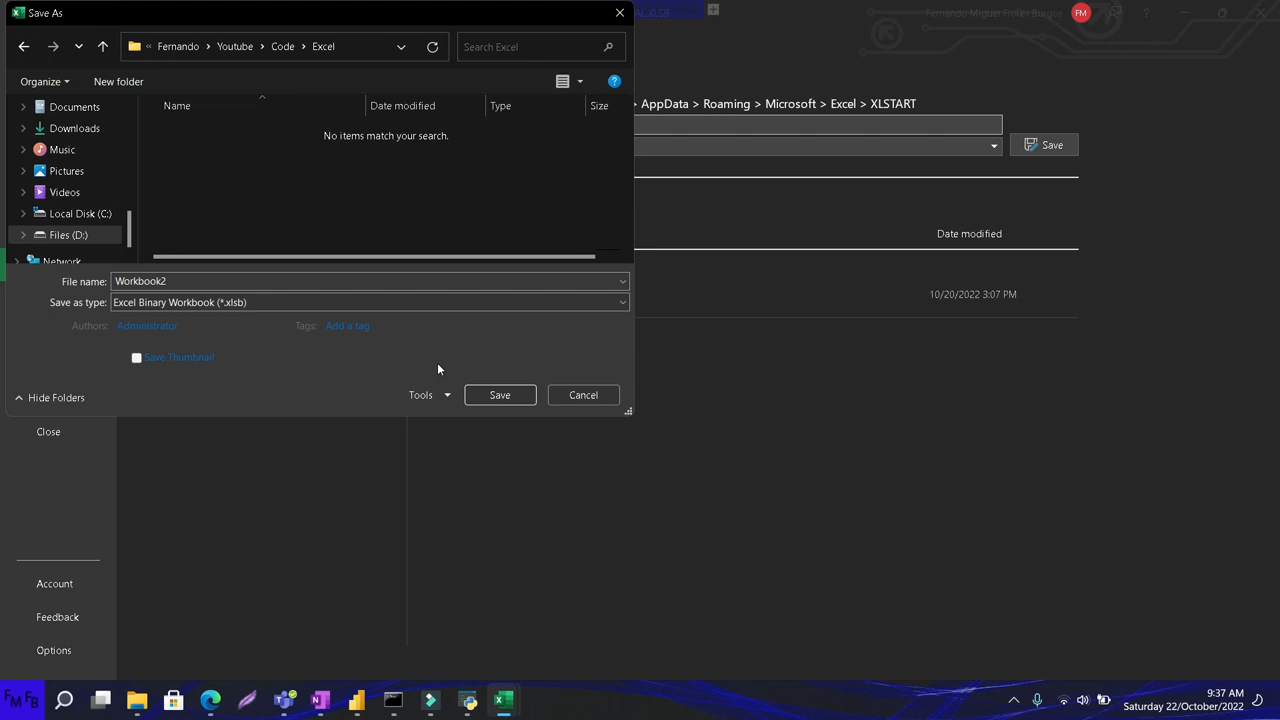 Save As
AL.XLSB
Fernando Miguel Flores Burgos FM ?
« Fernando > Youtube > Code > Excel
Search Excel
Organize
New folder
?
Documents
Downloads
Music
Pictures
Videos
Local Disk (C:)
Files (D:)
Network
Name
Date modified
Type
Size
No items match your search.
File name: Workbook2
Save as type: Excel Binary Workbook (*.xlsb)
Authors: Administrator
Tags: Add a tag
Save Thumbnail
Hide Folders
Tools
Save
Cancel
> AppData > Roaming > Microsoft > Excel > XLSTART
Save
Date modified
10/20/2022 3:07 PM
Close
Account
Feedback
Options
FM FB
9:37 AM
Saturday 22/October/2022